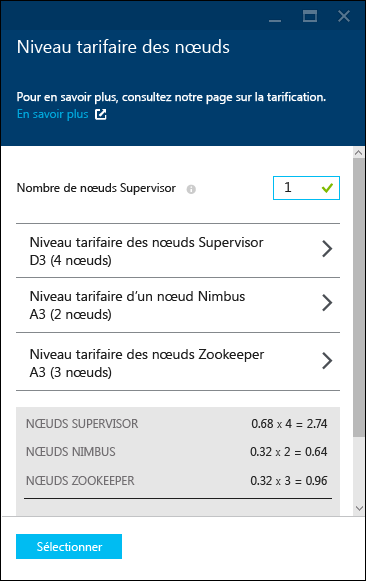 Niveau tarifaire des nœuds
Pour en savoir plus, consultez notre page sur la tarification.
En savoir plus
Nombre de nœuds Supervisor
1
Niveau tarifaire des nœuds Supervisor
D3 (4 nœuds)
Niveau tarifaire d'un nœud Nimbus
A3 (2 nœuds)
Niveau tarifaire des nœuds Zookeeper
A3 (3 nœuds)
NŒUDS SUPERVISOR 0.68 x 4 = 2.74
NŒUDS NIMBUS 0.32 x 2 = 0.64
NŒUDS ZOOKEEPER 0.32 x 3 = 0.96
Sélectionner